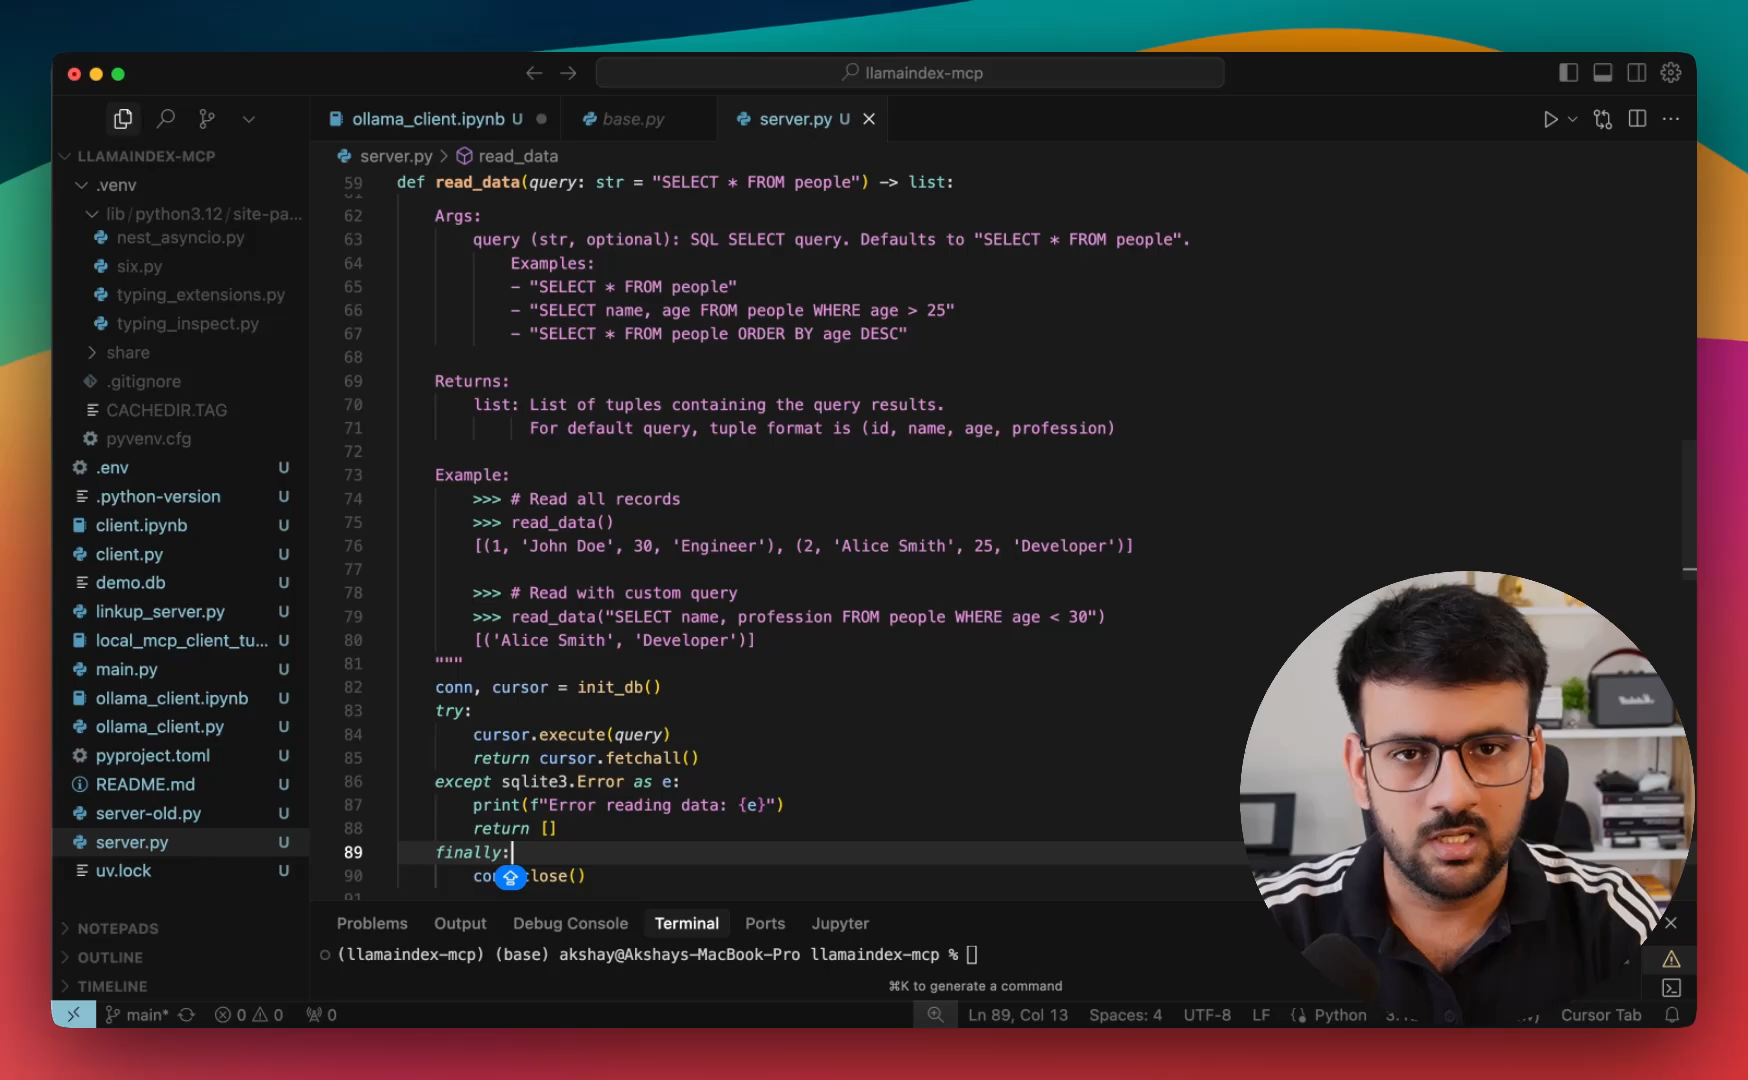 llamaindex-mcp
ollama_client.ipynb U
base.py
server.py U
LLAMAINDEX-MCP
.venv
lib/python3.12/site-pa...
nest_asyncio.py
six.py
typing_extensions.py
typing_inspect.py
share
.gitignore
CACHEDIR.TAG
pyvenv.cfg
.env U
.python-version U
client.ipynb U
client.py U
demo.db U
linkup_server.py U
local_mcp_client_tu... U
main.py U
ollama_client.ipynb U
ollama_client.py U
pyproject.toml U
README.md U
server-old.py U
server.py U
uv.lock U
NOTEPADS
OUTLINE
TIMELINE
server.py > read_data
59 def read_data(query: str = "SELECT * FROM people") -> list:
61
62 Args:
63 query (str, optional): SQL SELECT query. Defaults to "SELECT * FROM people".
64 Examples:
65 - "SELECT * FROM people"
66 - "SELECT name, age FROM people WHERE age > 25"
67 - "SELECT * FROM people ORDER BY age DESC"
68
69 Returns:
70 list: List of tuples containing the query results.
71 For default query, tuple format is (id, name, age, profession)
72
73 Example:
74 >>> # Read all records
75 >>> read_data()
76 [(1, 'John Doe', 30, 'Engineer'), (2, 'Alice Smith', 25, 'Developer')]
77
78 >>> # Read with custom query
79 >>> read_data("SELECT name, profession FROM people WHERE age < 30")
80 [('Alice Smith', 'Developer')]
81 """
82 conn, cursor = init_db()
83 try:
84 cursor.execute(query)
85 return cursor.fetchall()
86 except sqlite3.Error as e:
87 print(f"Error reading data: {e}")
88 return []
89 finally:
90 close()
91
Problems Output Debug Console Terminal Ports Jupyter
(llamaindex-mcp) (base) akshay@Akshays-MacBook-Pro llamaindex-mcp %
⌘K to generate a command
main* 0 0 0 Ln 89, Col 13 Spaces: 4 UTF-8 LF Python Cursor Tab